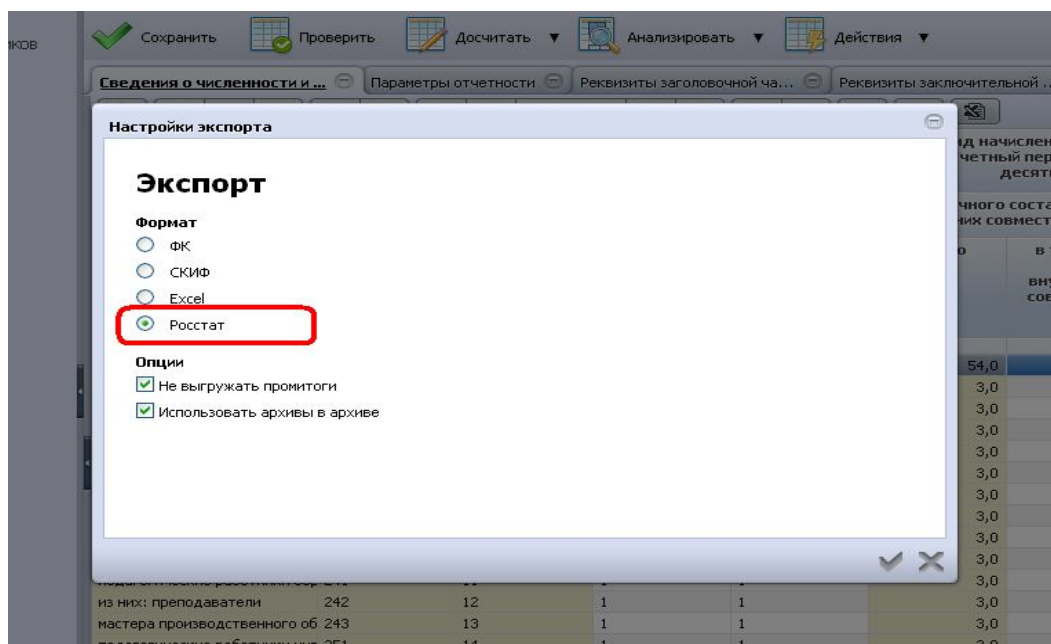 Сохранить Проверить Досчитать ▼ Анализировать ▼ Действия ▼
Сведения о численности и ... Параметры отчетности Реквизиты заголовочной ча... Реквизиты заключительной ...
Настройки экспорта
Экспорт
Формат
ФК
СКИФ
Excel
Росстат
Опции
Не выгружать промитоги
Использовать архивы в архиве
54,0
3,0
3,0
3,0
3,0
3,0
3,0
3,0
3,0
3,0
3,0
из них: преподаватели 242 12 1 1 3,0
мастера производственного об 243 13 1 1 3,0